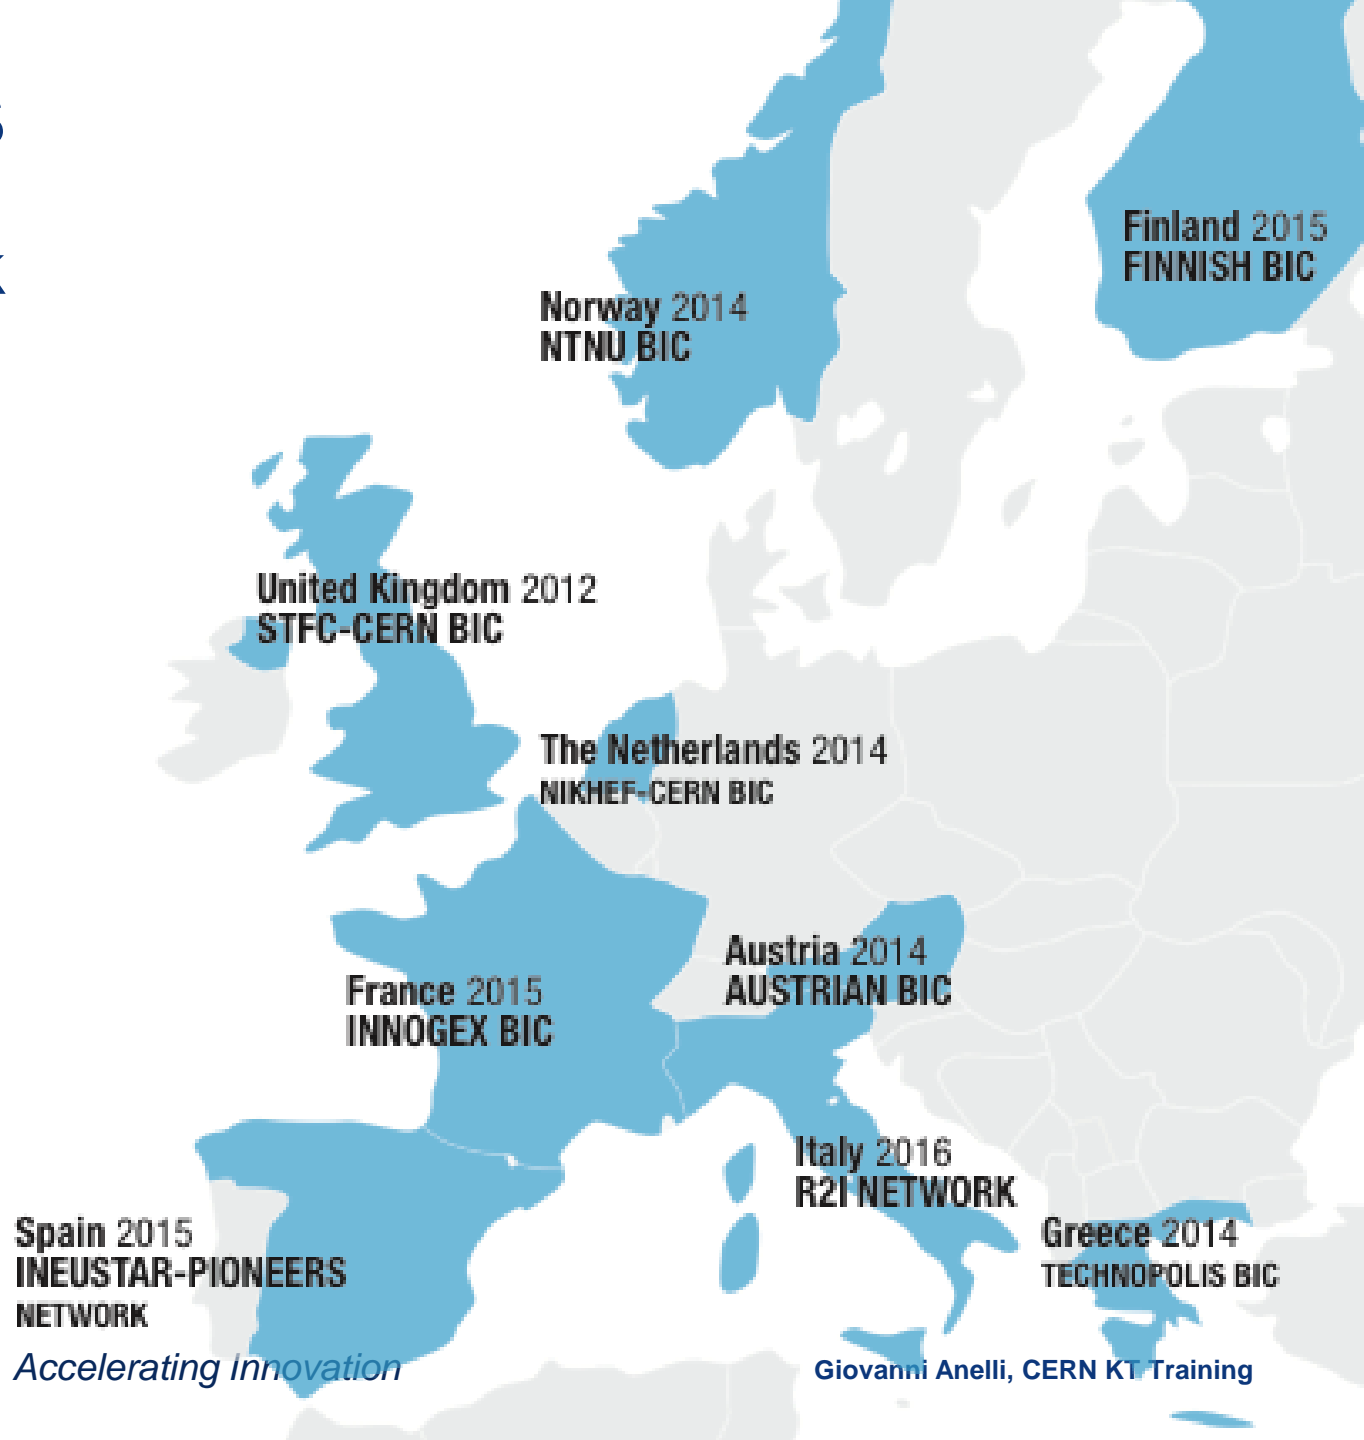 Finland 2015
FINNISH BIC
Norway 2014
NTNU BIC
United Kingdom 2012
STFC-CERN BIC
The Netherlands 2014
NIKHEF-CERN BIC
Austria 2014
AUSTRIAN BIC
France 2015
INNOGEX BIC
Italy 2016
R2I NETWORK
Spain 2015
INEUSTAR-PIONEERS
NETWORK
Greece 2014
TECHNOPOLIS BIC
Accelerating Innovation
Giovanni Anelli, CERN KT Training